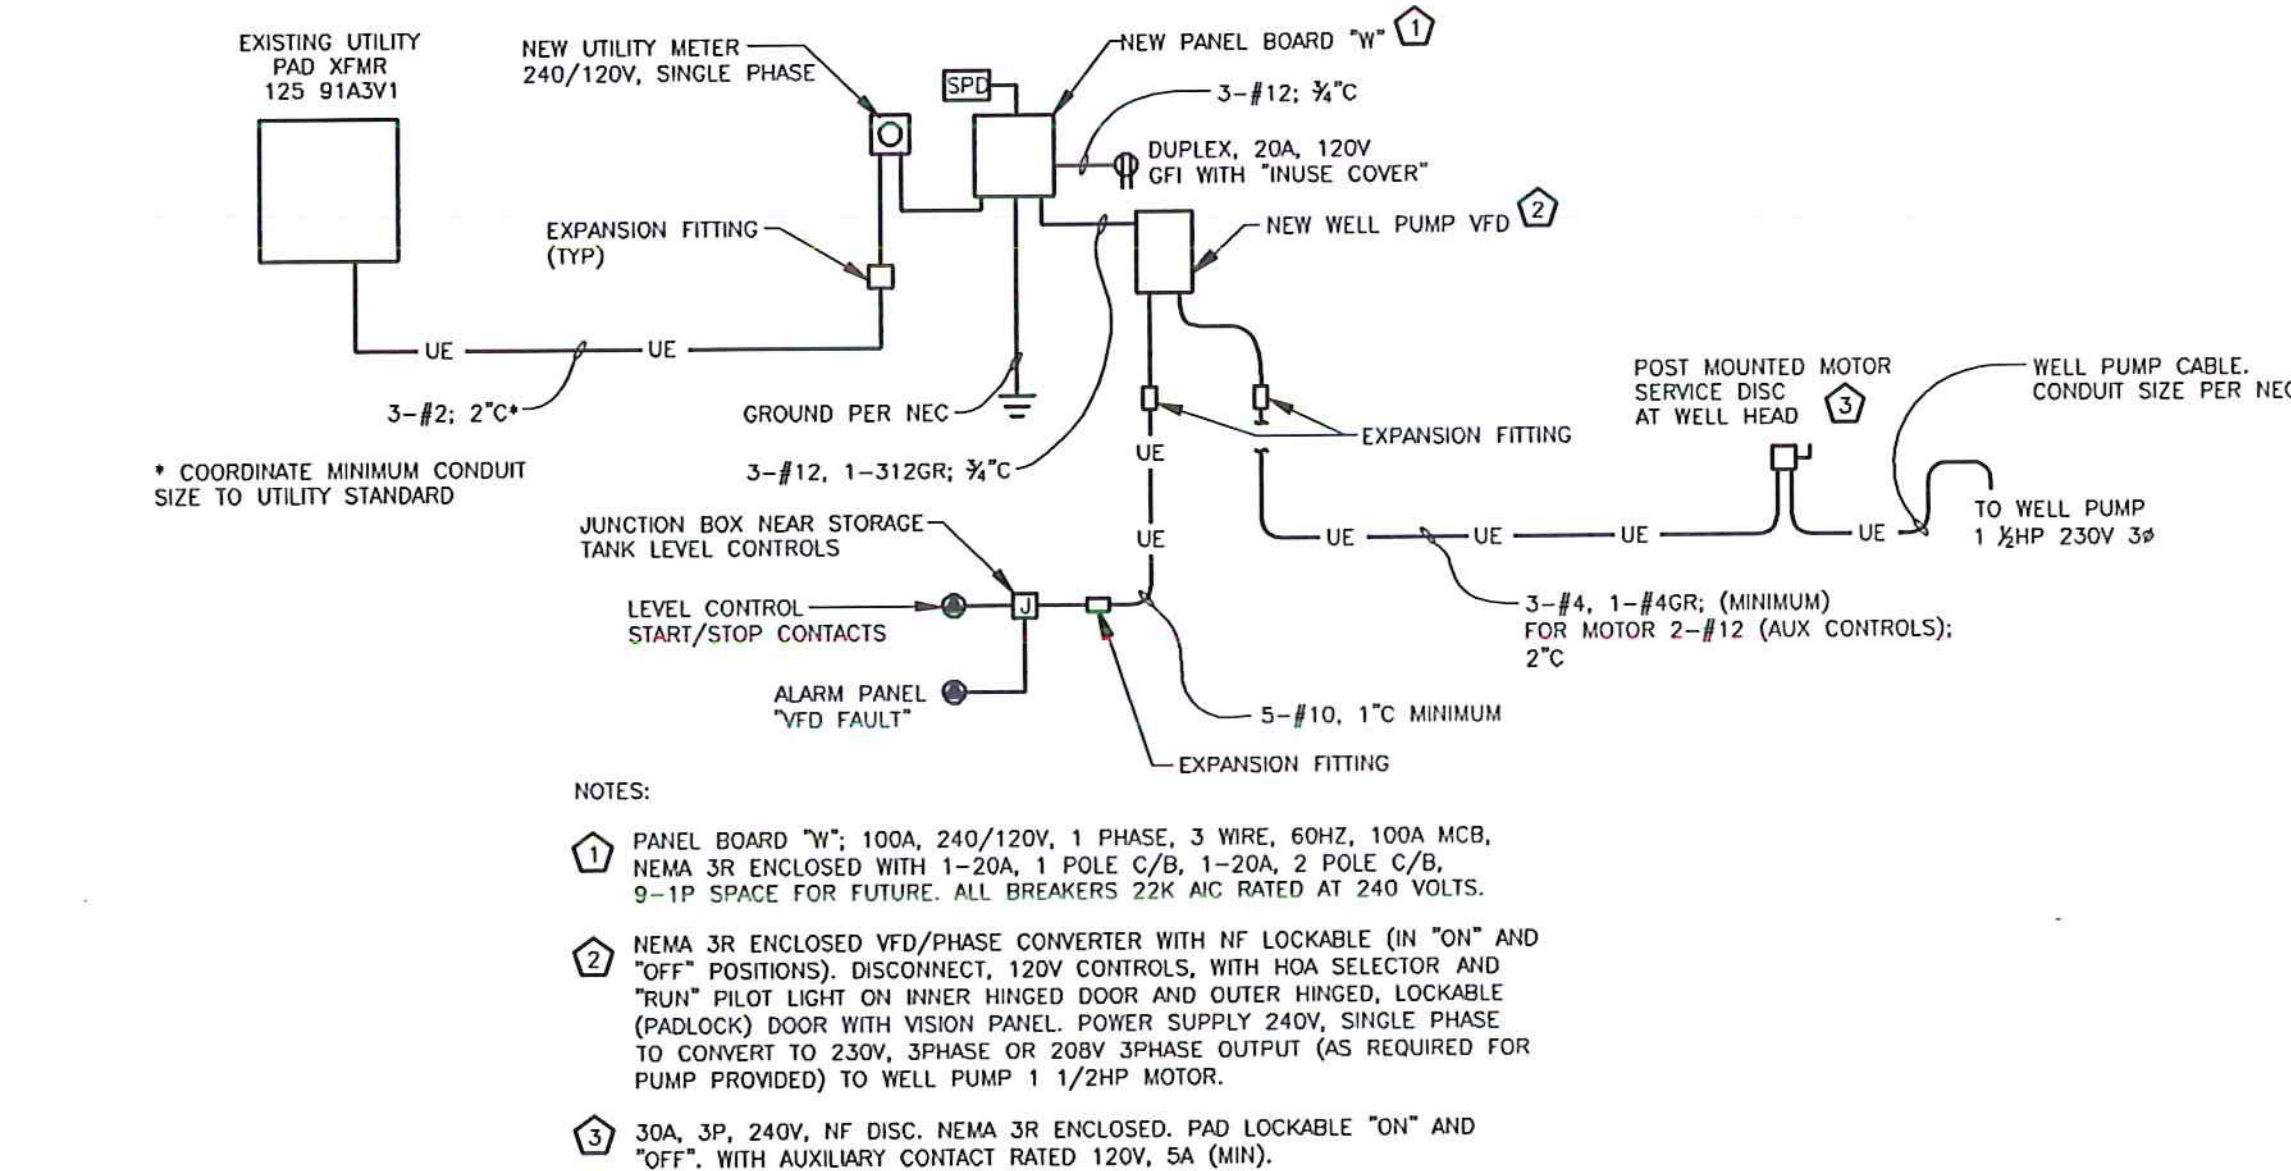 EXISTING UTILITY
PAD XFMR
125 91A3V1
NEW UTILITY METER
240/120V, SINGLE PHASE
SPD
NEW PANEL BOARD "W"
1
3-#12; ¾"C
DUPLEX, 20A, 120V
GFI WITH "INUSE COVER"
EXPANSION FITTING
(TYP)
NEW WELL PUMP VFD
2
UE
UE
3-#2; 2"C*
GROUND PER NEC
* COORDINATE MINIMUM CONDUIT
SIZE TO UTILITY STANDARD
3-#12, 1-312GR; ¾"C
EXPANSION FITTING
UE
UE
POST MOUNTED MOTOR
SERVICE DISC
AT WELL HEAD
3
WELL PUMP CABLE.
CONDUIT SIZE PER NEC
UE
UE
UE
UE
TO WELL PUMP
1 ½HP 230V 3ø
JUNCTION BOX NEAR STORAGE
TANK LEVEL CONTROLS
J
LEVEL CONTROL
START/STOP CONTACTS
3-#4, 1-#4GR; (MINIMUM)
FOR MOTOR 2-#12 (AUX CONTROLS);
2"C
ALARM PANEL
"VFD FAULT"
5-#10, 1"C MINIMUM
EXPANSION FITTING
NOTES:
1 PANEL BOARD "W"; 100A, 240/120V, 1 PHASE, 3 WIRE, 60HZ, 100A MCB,
NEMA 3R ENCLOSED WITH 1-20A, 1 POLE C/B, 1-20A, 2 POLE C/B,
9-1P SPACE FOR FUTURE. ALL BREAKERS 22K AIC RATED AT 240 VOLTS.
2 NEMA 3R ENCLOSED VFD/PHASE CONVERTER WITH NF LOCKABLE (IN "ON" AND
"OFF" POSITIONS). DISCONNECT, 120V CONTROLS, WITH HOA SELECTOR AND
"RUN" PILOT LIGHT ON INNER HINGED DOOR AND OUTER HINGED, LOCKABLE
(PADLOCK) DOOR WITH VISION PANEL. POWER SUPPLY 240V, SINGLE PHASE
TO CONVERT TO 230V, 3PHASE OR 208V 3PHASE OUTPUT (AS REQUIRED FOR
PUMP PROVIDED) TO WELL PUMP 1 1/2HP MOTOR.
3 30A, 3P, 240V, NF DISC. NEMA 3R ENCLOSED. PAD LOCKABLE "ON" AND
"OFF". WITH AUXILIARY CONTACT RATED 120V, 5A (MIN).